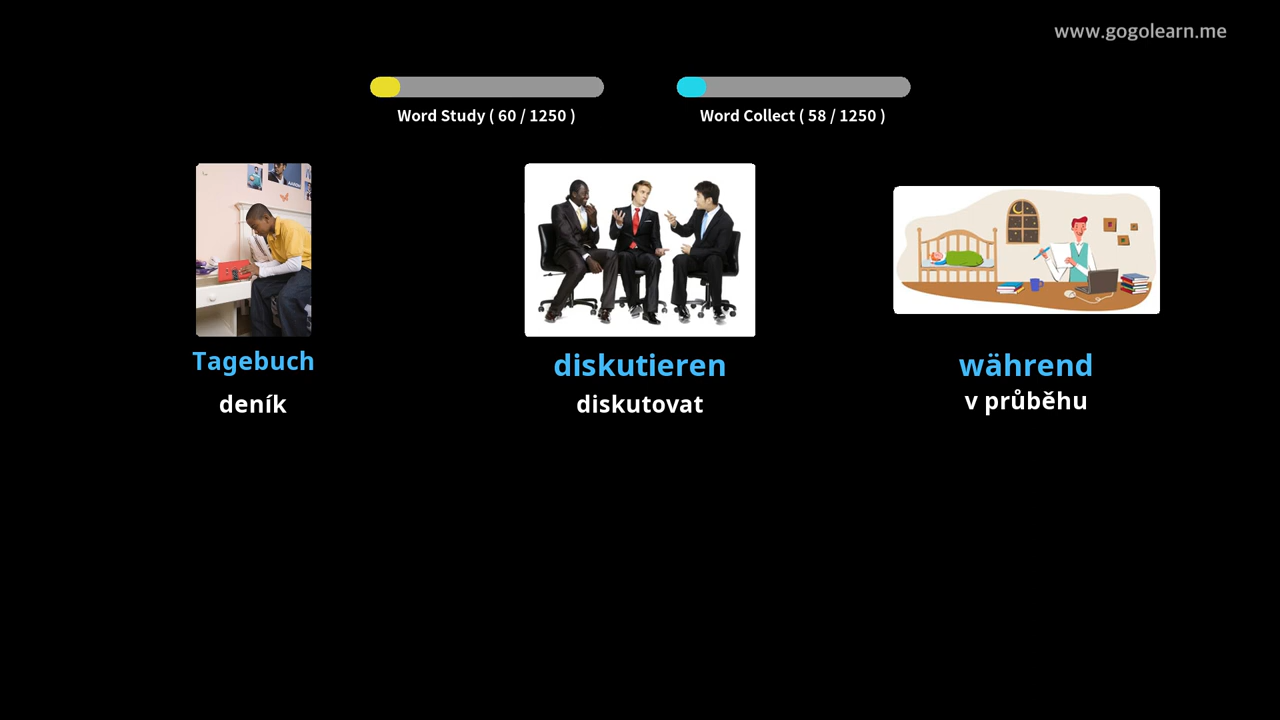 www.gogolearn.me
Word Study ( 60 / 1250 )
Word Collect ( 58 / 1250 )
Tagebuch
diskutieren
während
deník
diskutovat
v průběhu